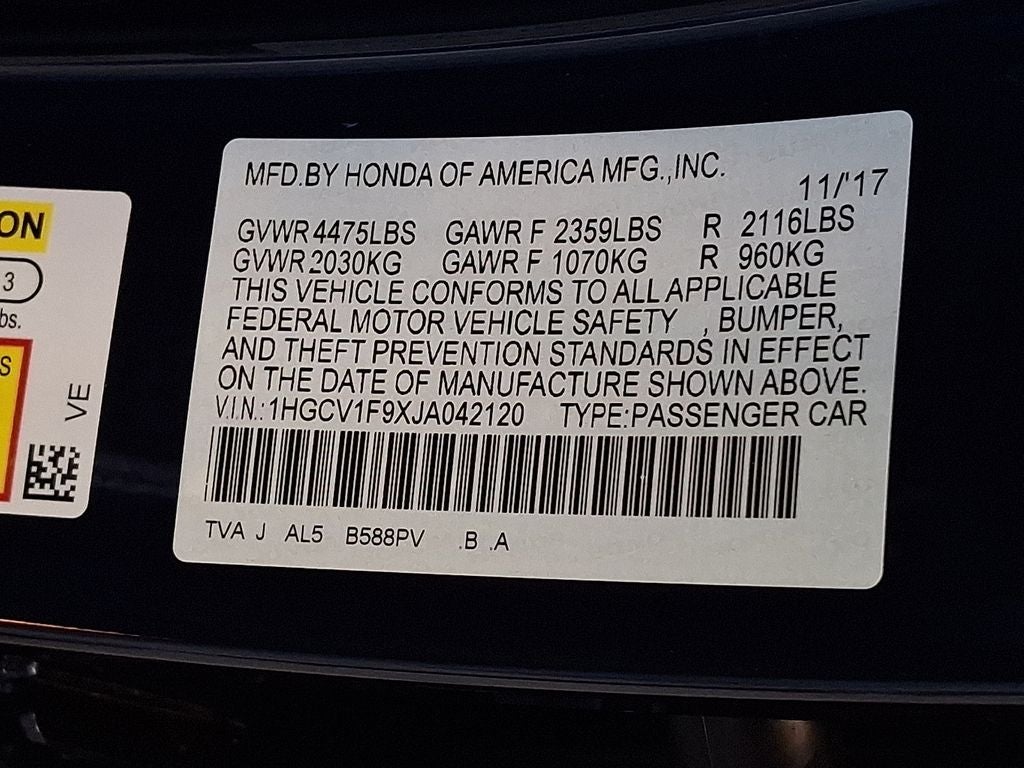 MFD.BY HONDA OF AMERICA MFG.,INC.
11/'17
GVWR 4475LBS GAWR F 2359LBS R 2116LBS
GVWR 2030KG GAWR F 1070KG R 960KG
THIS VEHICLE CONFORMS TO ALL APPLICABLE
FEDERAL MOTOR VEHICLE SAFETY , BUMPER,
AND THEFT PREVENTION STANDARDS IN EFFECT
ON THE DATE OF MANUFACTURE SHOWN ABOVE.
V.I.N.:1HGCV1F9XJA042120 TYPE:PASSENGER CAR
TVA J AL5 B588PV .B .A
ON
3
bs.
S
VE